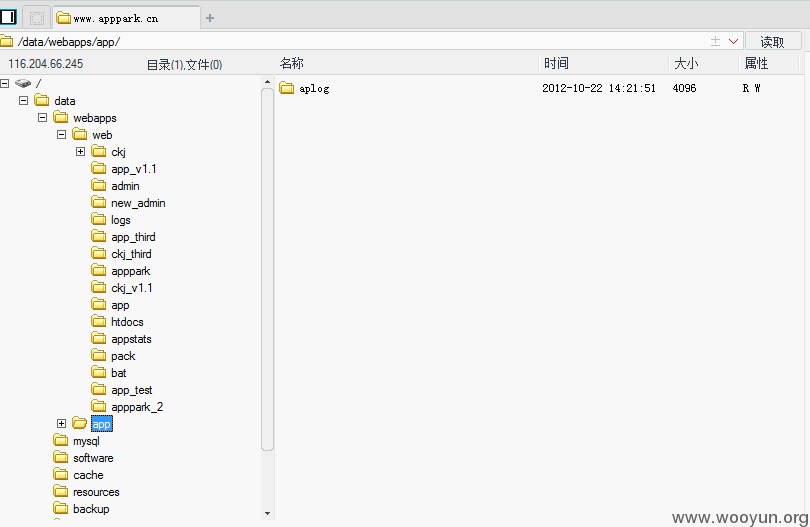 www.apppark.cn
/data/webapps/app/
读取
116.204.66.245 目录(1),文件(0)
名称 时间 大小 属性
aplog 2012-10-22 14:21:51 4096 R W
/
data
webapps
web
ckj
app_v1.1
admin
new_admin
logs
app_third
ckj_third
apppark
ckj_v1.1
app
htdocs
appstats
pack
bat
app_test
apppark_2
app
mysql
software
cache
resources
backup
www.wooyun.org